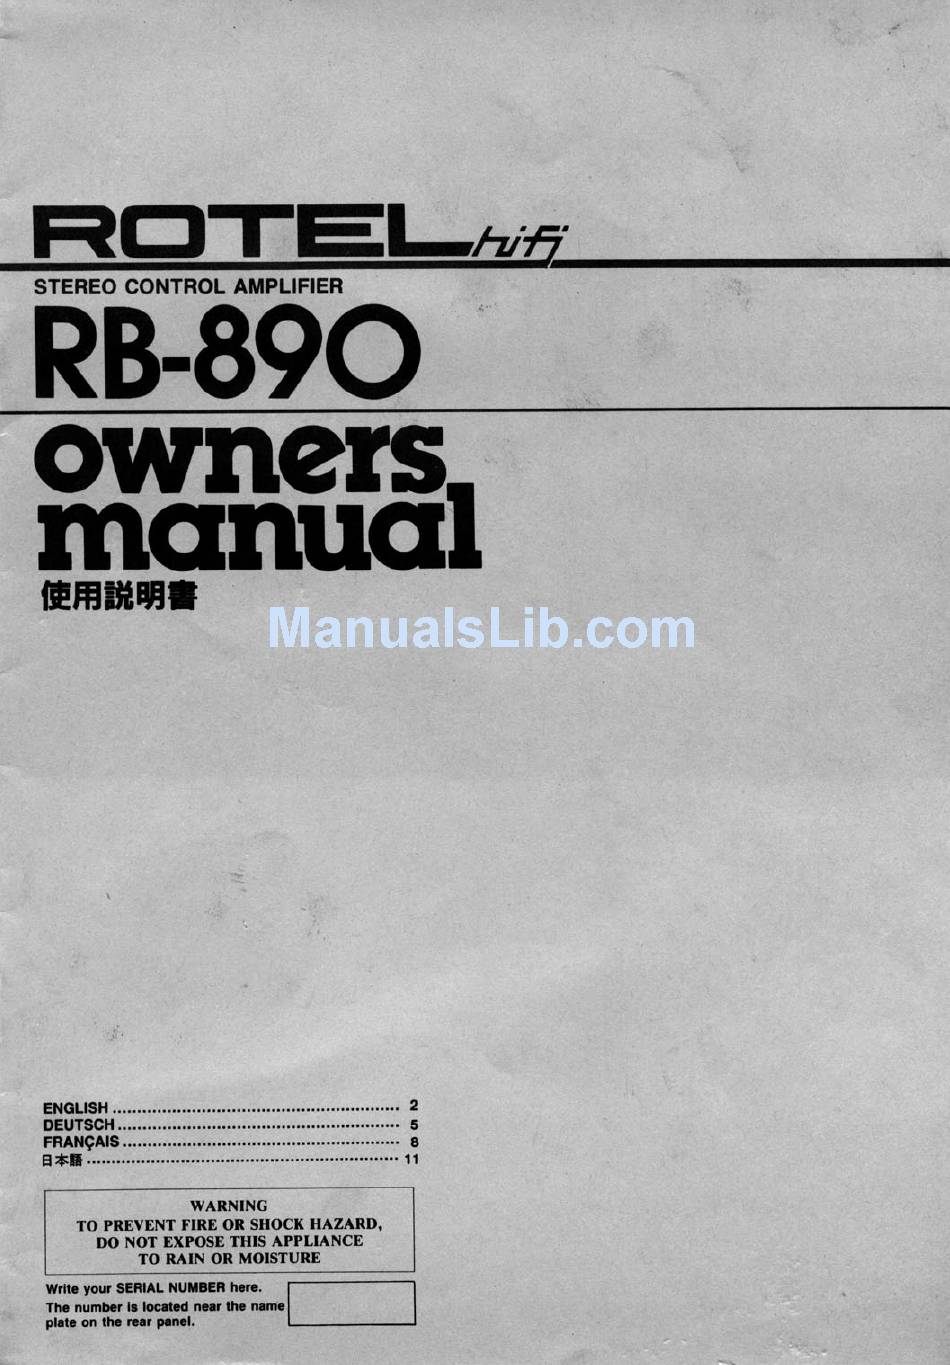 ROTEL hifi
STEREO CONTROL AMPLIFIER
RB-890
owners
manual
使用説明書
ManualsLib.com
ENGLISH ........................................................... 2
DEUTSCH .......................................................... 5
FRANÇAIS ......................................................... 8
日本語 ............................................................... 11
WARNING
TO PREVENT FIRE OR SHOCK HAZARD,
DO NOT EXPOSE THIS APPLIANCE
TO RAIN OR MOISTURE
Write your SERIAL NUMBER here.
The number is located near the name
plate on the rear panel.